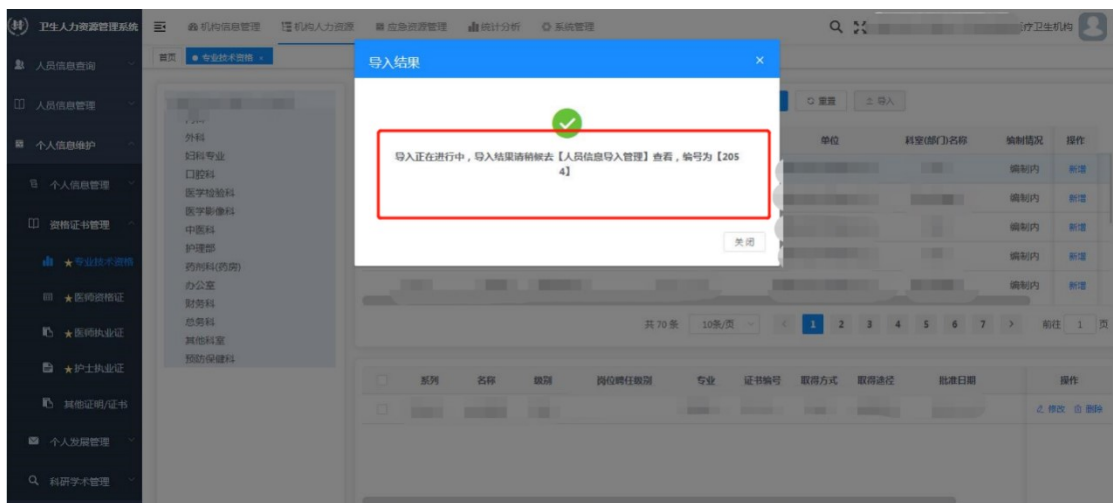 卫生人力资源管理系统
机构信息管理 机构人力资源 应急资源管理 统计分析 系统管理
疗卫生机构
首页 专业技术资格 ×
人员信息查询
人员信息管理
个人信息维护
个人信息管理
资格证书管理
★专业技术资格
★医师资格证
★医师执业证
★护士执业证
其他证明/证书
个人发展管理
科研学术管理
外科
妇科专业
口腔科
医学检验科
医学影像科
中医科
护理部
药剂科(药房)
办公室
财务科
总务科
其他科室
预防保健科
导入结果 ×
导入正在进行中,导入结果请稍候去【人员信息导入管理】查看,编号为【205
4】
关闭
重置 导入
单位 科室(部门)名称 编制情况 操作
编制内 新增
编制内 新增
编制内 新增
编制内 新增
编制内 新增
共 70 条 10条/页 < 1 2 3 4 5 6 7 > 前往 1 页
系列 名称 级别 岗位聘任级别 专业 证书编号 取得方式 取得途径 批准日期 操作
修改 删除